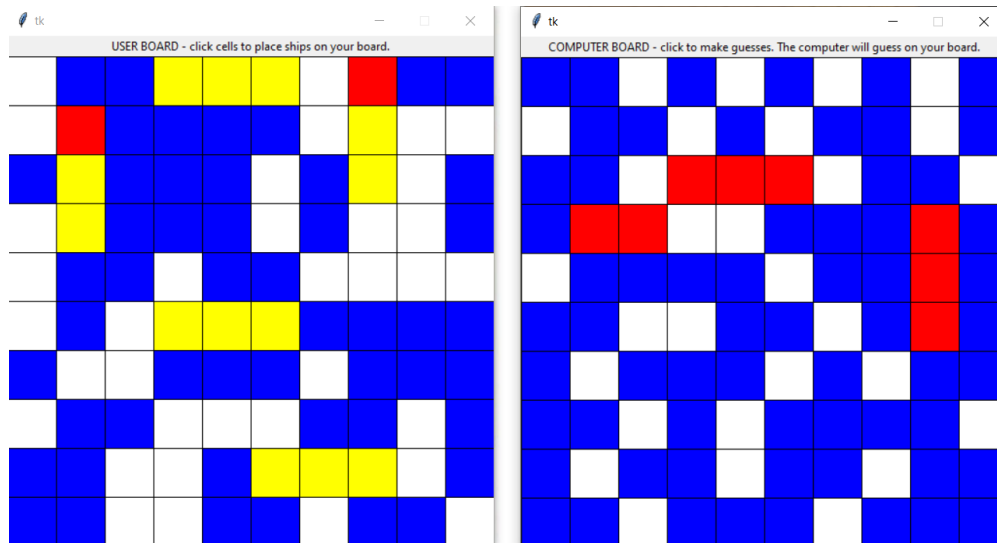 tk
USER BOARD - click cells to place ships on your board.
tk
COMPUTER BOARD - click to make guesses. The computer will guess on your board.